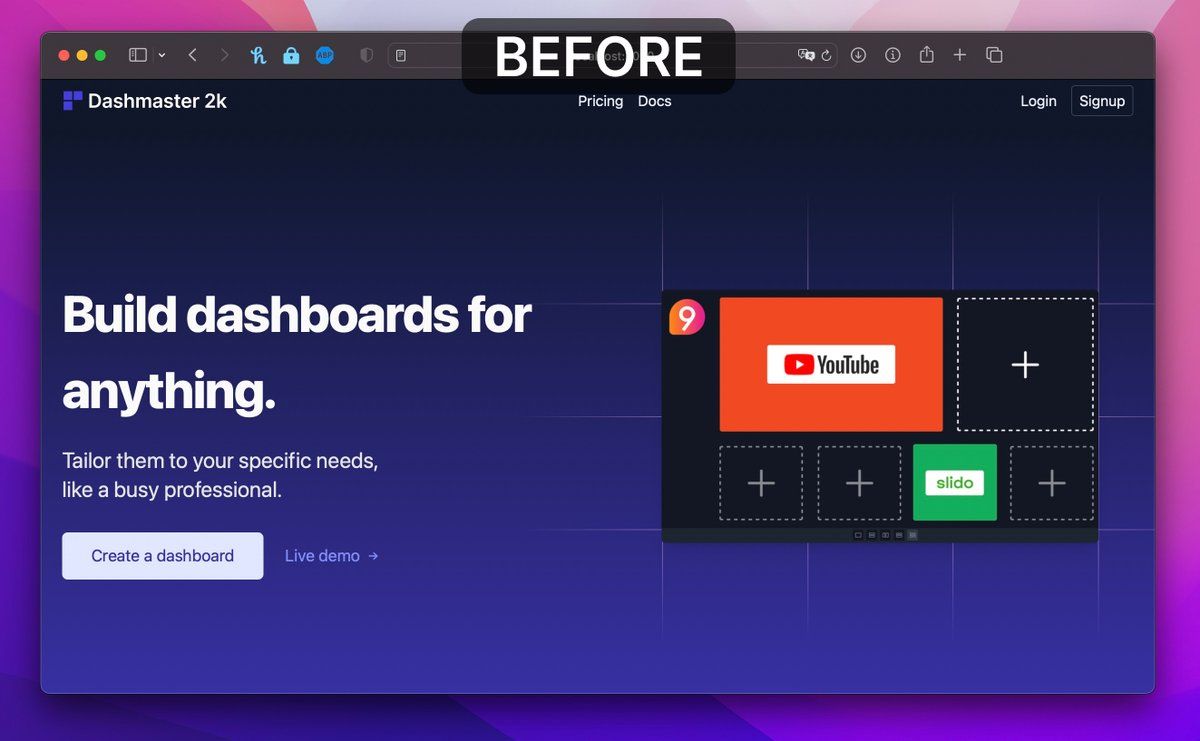 BEFORE
ABP
Dashmaster 2k
Pricing Docs
Login Signup
Build dashboards for
anything.
Tailor them to your specific needs,
like a busy professional.
Create a dashboard
Live demo →
9
YouTube
slido